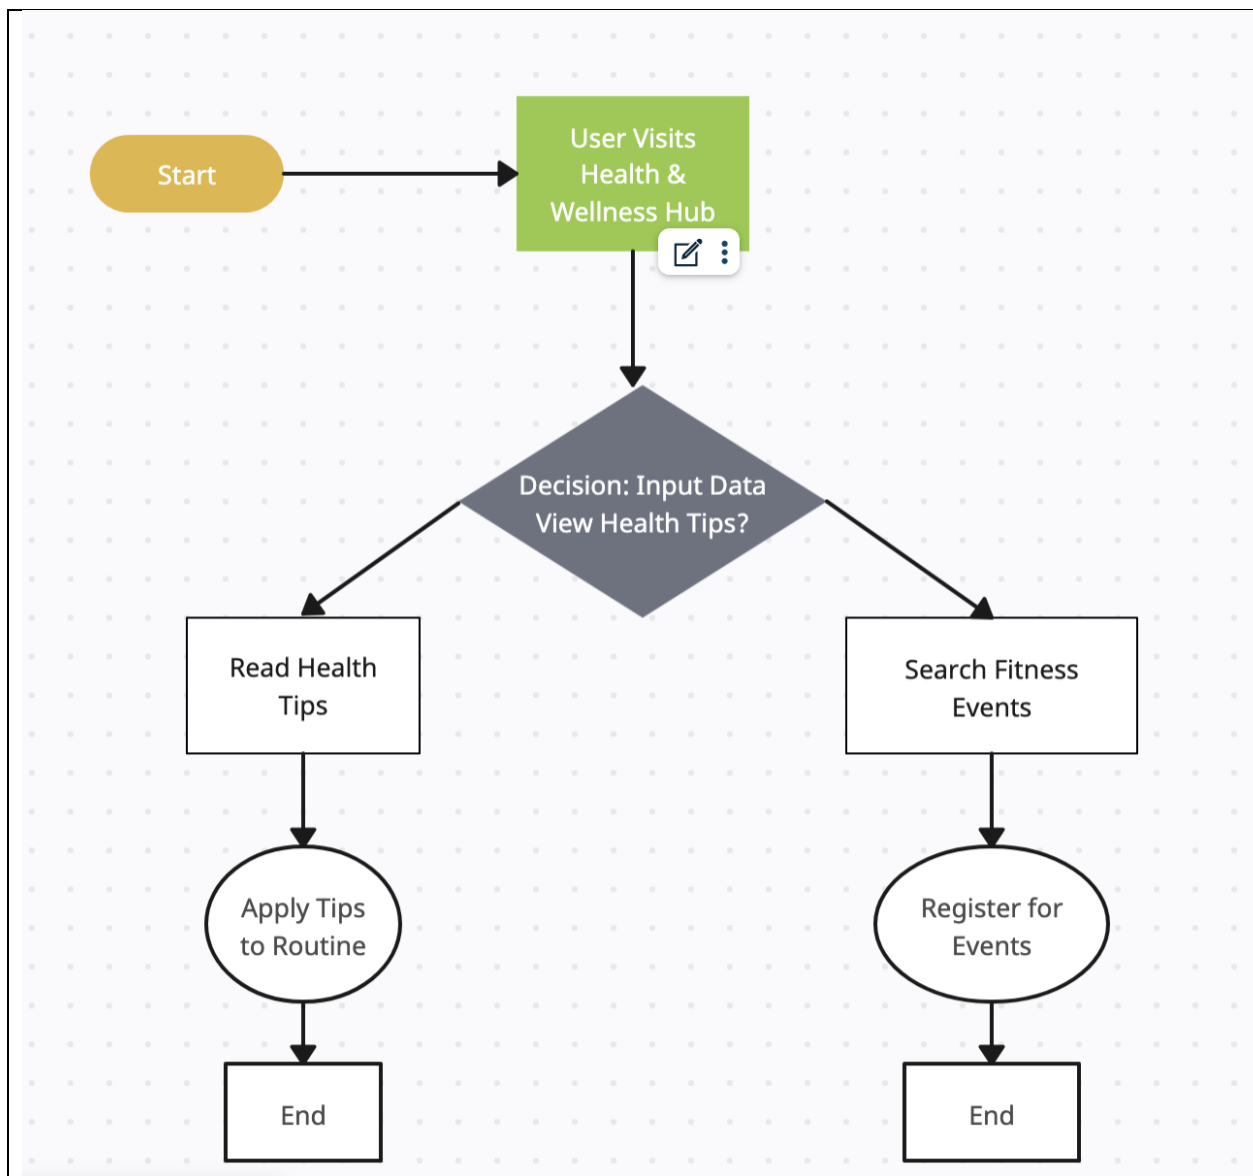 Start
User Visits
Health &
Wellness Hub
Decision: Input Data
View Health Tips?
Read Health
Tips
Search Fitness
Events
Apply Tips
to Routine
Register for
Events
End
End